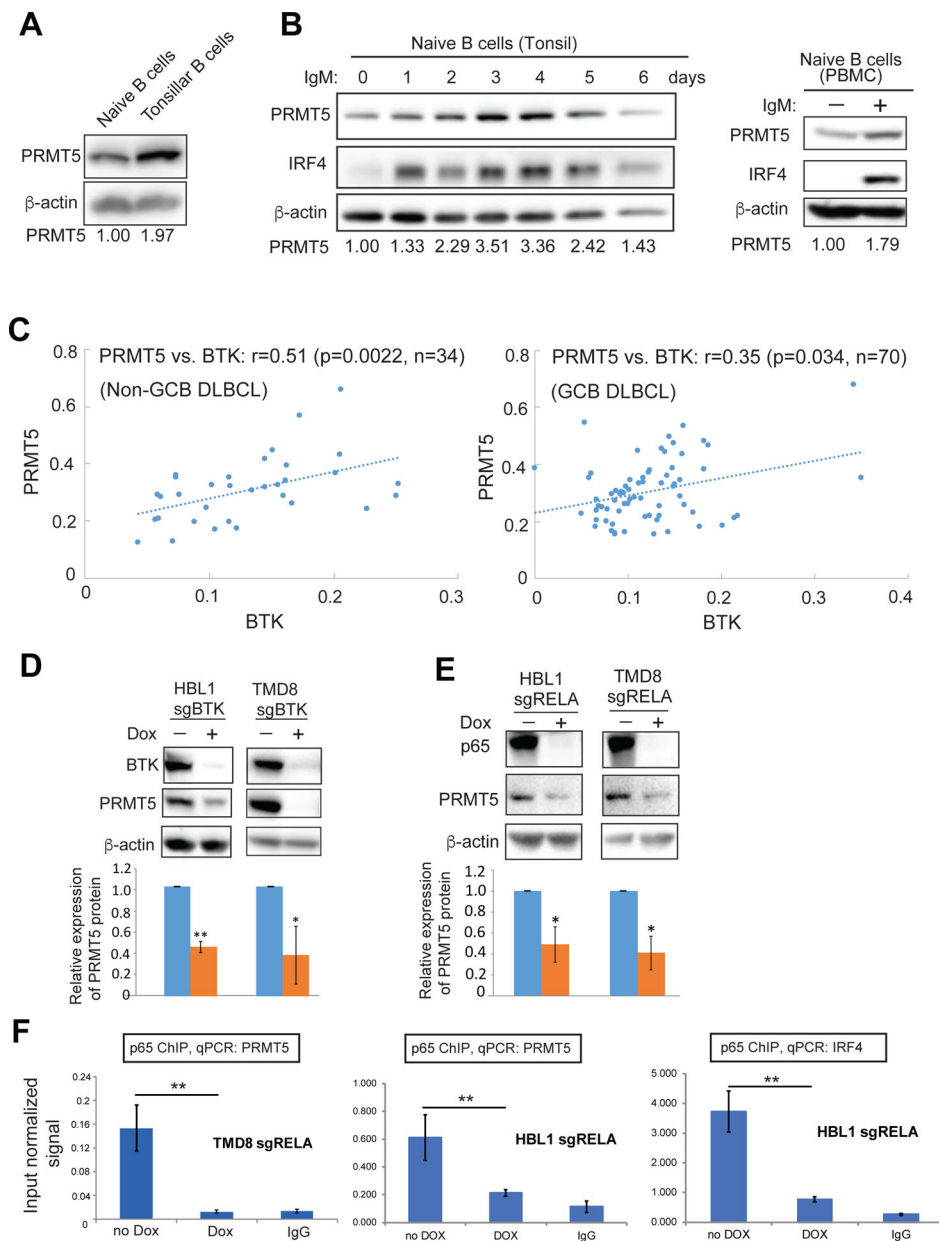 A
Naive B cells
Tonsillar B cells
PRMT5
β-actin
PRMT5 1.00 1.97
B
Naive B cells (Tonsil)
IgM: 0 1 2 3 4 5 6 days
PRMT5
IRF4
β-actin
PRMT5 1.00 1.33 2.29 3.51 3.36 2.42 1.43
Naive B cells
(PBMC)
IgM: − +
PRMT5
IRF4
β-actin
PRMT5 1.00 1.79
C
PRMT5 vs. BTK: r=0.51 (p=0.0022, n=34)
(Non-GCB DLBCL)
PRMT5
0.8
0.6
0.4
0.2
0
0 0.1 0.2 0.3
BTK
PRMT5 vs. BTK: r=0.35 (p=0.034, n=70)
(GCB DLBCL)
PRMT5
0.8
0.6
0.4
0.2
0
0 0.1 0.2 0.3 0.4
BTK
D
HBL1
sgBTK
TMD8
sgBTK
Dox − + − +
BTK
PRMT5
β-actin
Relative expression
of PRMT5 protein
1.2
1.0
0.8
0.6
0.4
0.2
0
** *
E
HBL1
sgRELA
TMD8
sgRELA
Dox − + − +
p65
PRMT5
β-actin
Relative expression
of PRMT5 protein
1.2
1.0
0.8
0.6
0.4
0.2
0
* *
F
p65 ChIP, qPCR: PRMT5
Input normalized
signal
0.24
0.20
0.16
0.12
0.08
0.04
0
**
TMD8 sgRELA
no Dox Dox IgG
p65 ChIP, qPCR: PRMT5
1.000
0.800
0.600
0.400
0.200
0.000
**
HBL1 sgRELA
no DOX DOX IgG
p65 ChIP, qPCR: IRF4
5.000
4.000
3.000
2.000
1.000
0.000
**
HBL1 sgRELA
no DOX DOX IgG